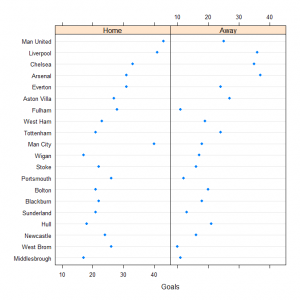 10 20 30 40
Home Away
Man United
Liverpool
Chelsea
Arsenal
Everton
Aston Villa
Fulham
West Ham
Tottenham
Man City
Wigan
Stoke
Portsmouth
Bolton
Blackburn
Sunderland
Hull
Newcastle
West Brom
Middlesbrough
10 20 30 40
Goals